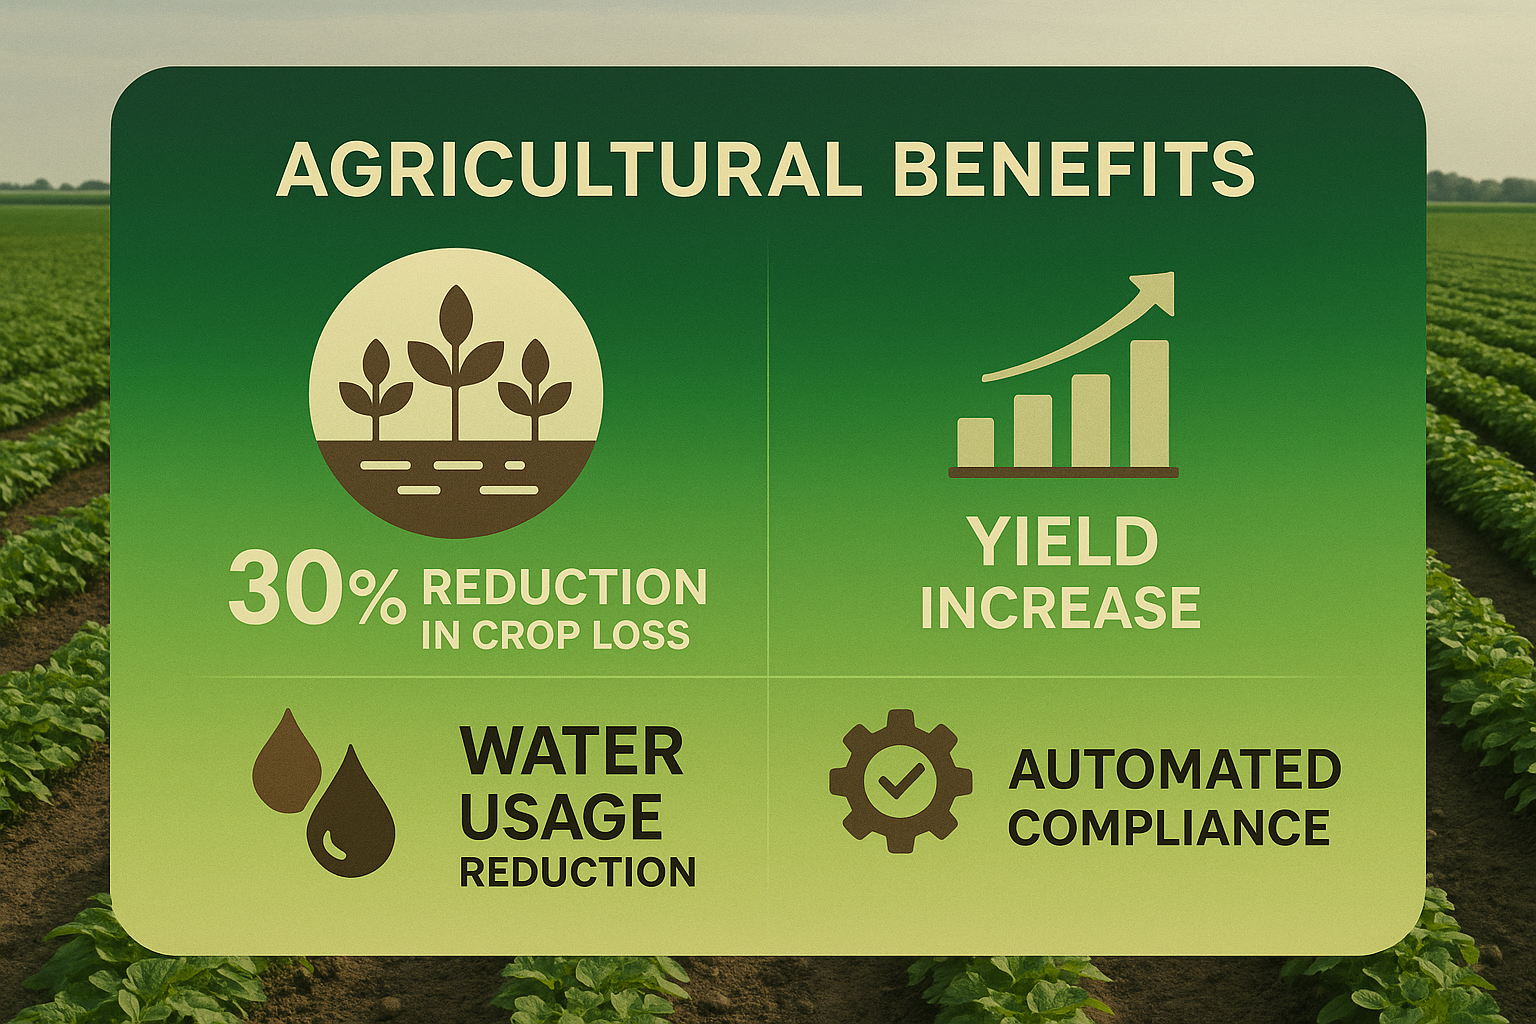 AGRICULTURAL BENEFITS
30% REDUCTION
IN CROP LOSS
YIELD
INCREASE
WATER
USAGE
REDUCTION
AUTOMATED
COMPLIANCE